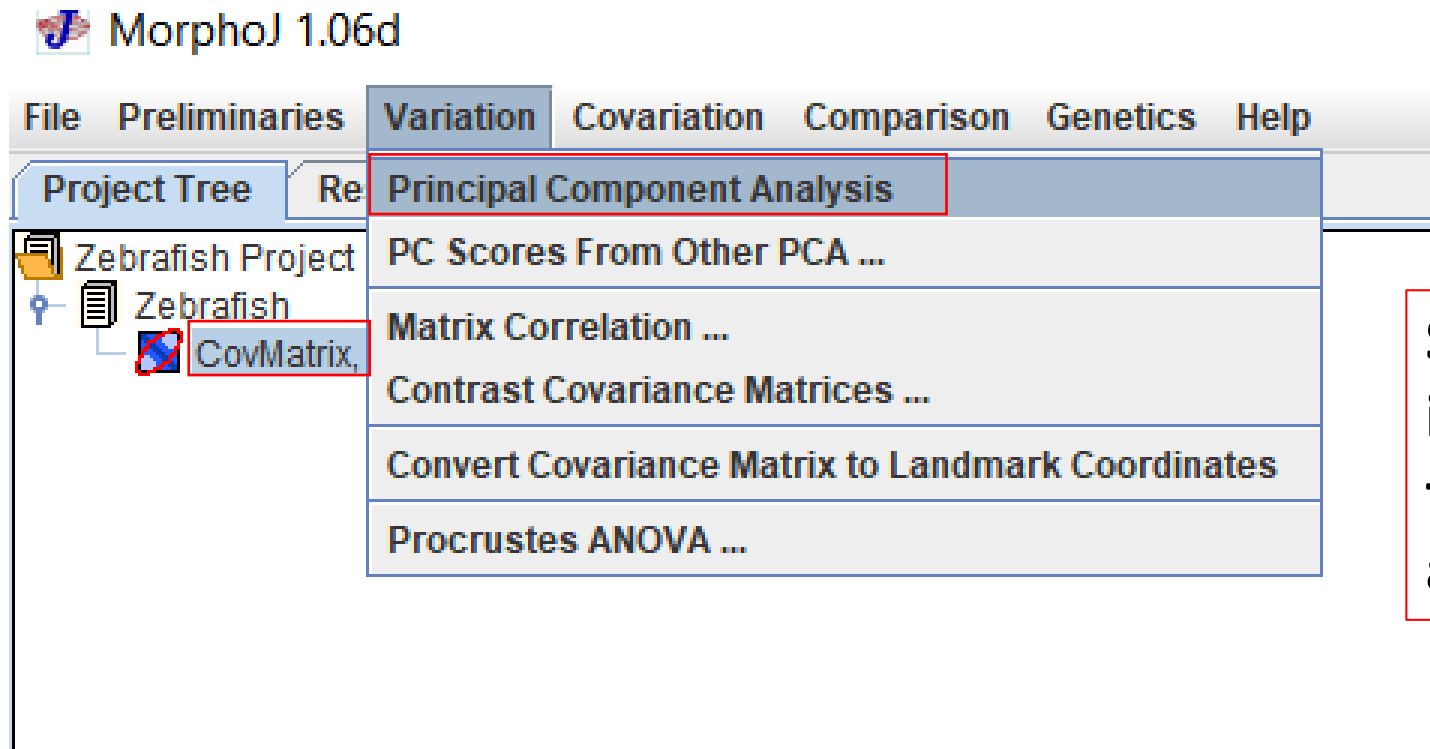 MorphoJ 1.06d
File Preliminaries Variation Covariation Comparison Genetics Help
Project Tree Re
Principal Component Analysis
PC Scores From Other PCA ...
Matrix Correlation ...
Contrast Covariance Matrices ...
Convert Covariance Matrix to Landmark Coordinates
Procrustes ANOVA ...
Zebrafish Project
Zebrafish
CovMatrix,